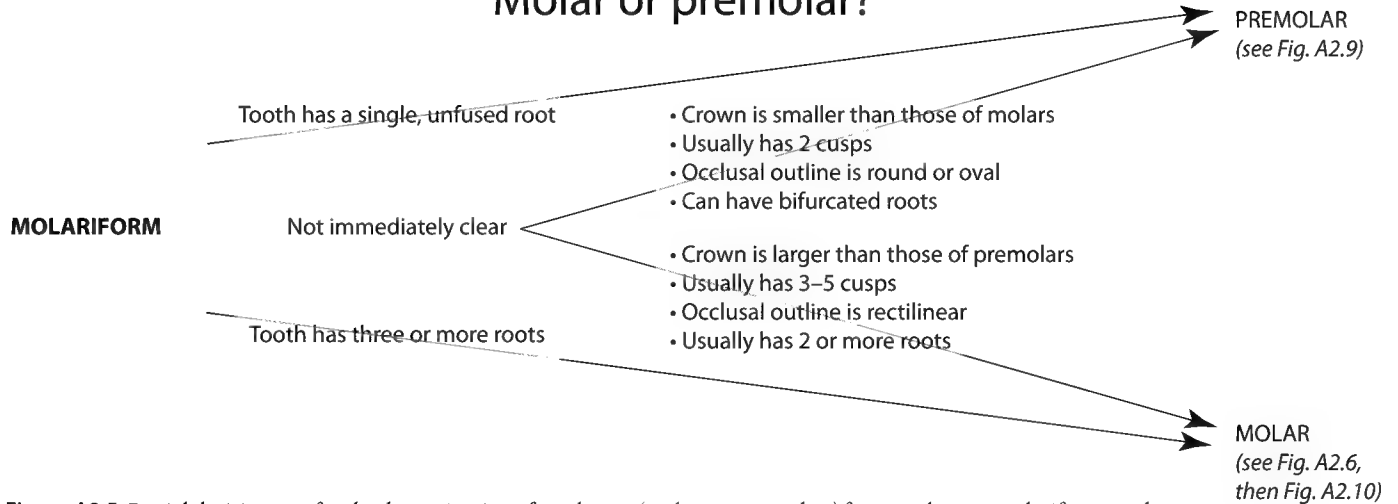 Molar or premolar?
PREMOLAR
(see Fig. A2.9)
Tooth has a single, unfused root
• Crown is smaller than those of molars
• Usually has 2 cusps
• Occlusal outline is round or oval
• Can have bifurcated roots
MOLARIFORM
Not immediately clear
• Crown is larger than those of premolars
• Usually has 3–5 cusps
• Occlusal outline is rectilinear
• Usually has 2 or more roots
Tooth has three or more roots
MOLAR
(see Fig. A2.6,
then Fig. A2.10)